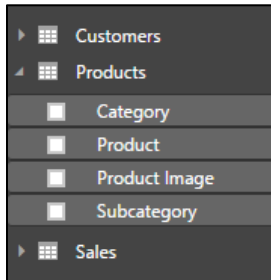 Customers
Products
Category
Product
Product Image
Subcategory
Sales